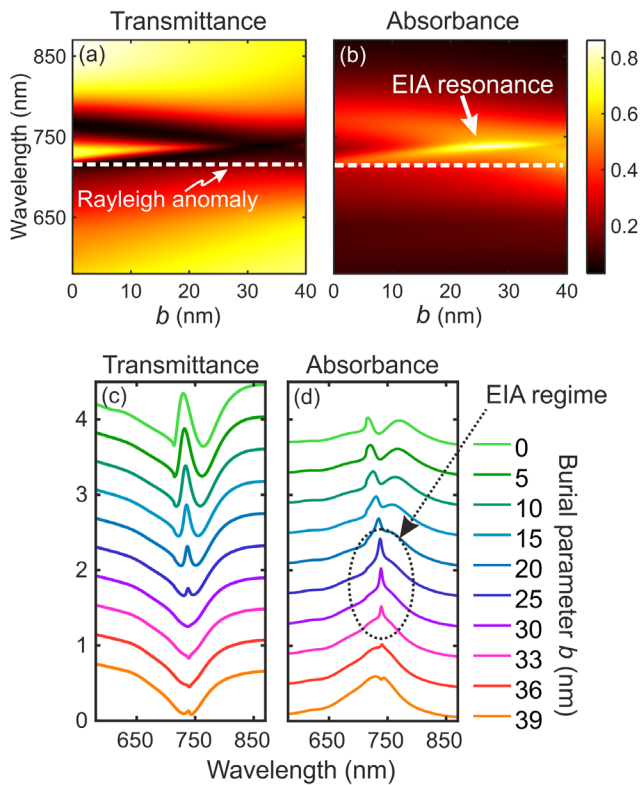 Transmittance
Absorbance
(a)
(b)
EIA resonance
Rayleigh anomaly
Wavelength (nm)
850
750
650
0
10
20
30
40
b (nm)
0
10
20
30
40
b (nm)
0.8
0.6
0.4
0.2
Transmittance
Absorbance
EIA regime
(c)
(d)
4
3
2
1
0
650
750
850
650
750
850
Wavelength (nm)
0
5
10
15
20
25
30
33
36
39
Burial parameter b (nm)